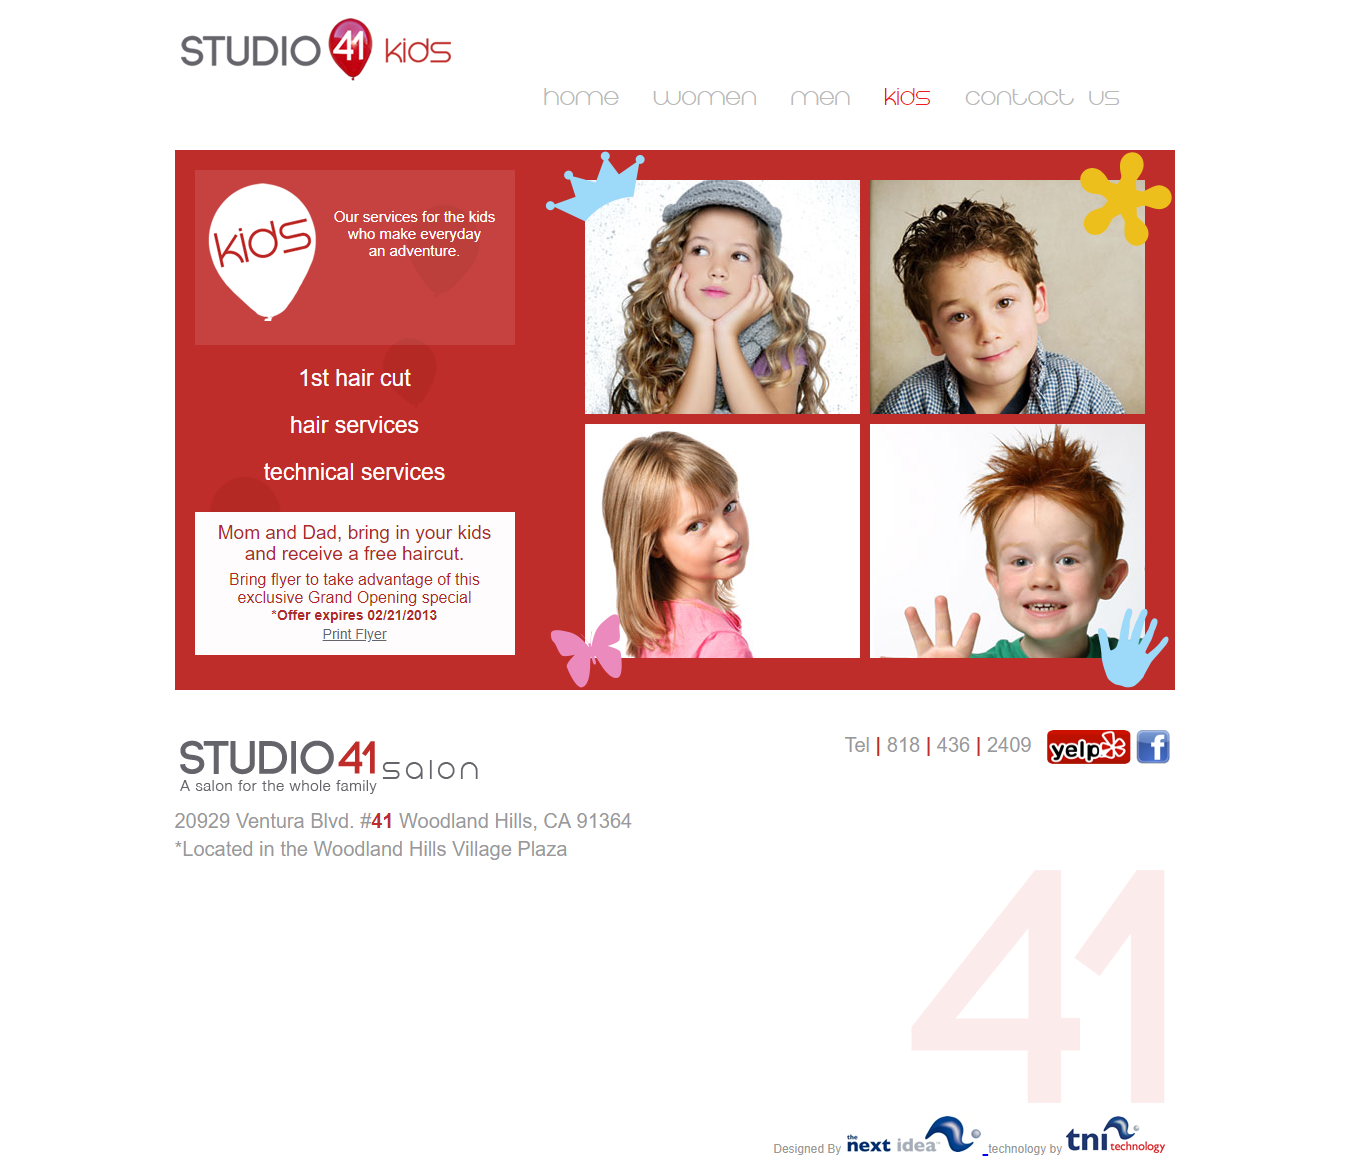 STUDIO 41 kids
home women men kids contact us
kids
Our services for the kids
who make everyday
an adventure.
1st hair cut
hair services
technical services
Mom and Dad, bring in your kids
and receive a free haircut.
Bring flyer to take advantage of this
exclusive Grand Opening special
*Offer expires 02/21/2013
Print Flyer
STUDIO 41 salon
A salon for the whole family
Tel | 818 | 436 | 2409 yelp f
20929 Ventura Blvd. #41 Woodland Hills, CA 91364
*Located in the Woodland Hills Village Plaza
41
Designed By the next idea technology by tni technology